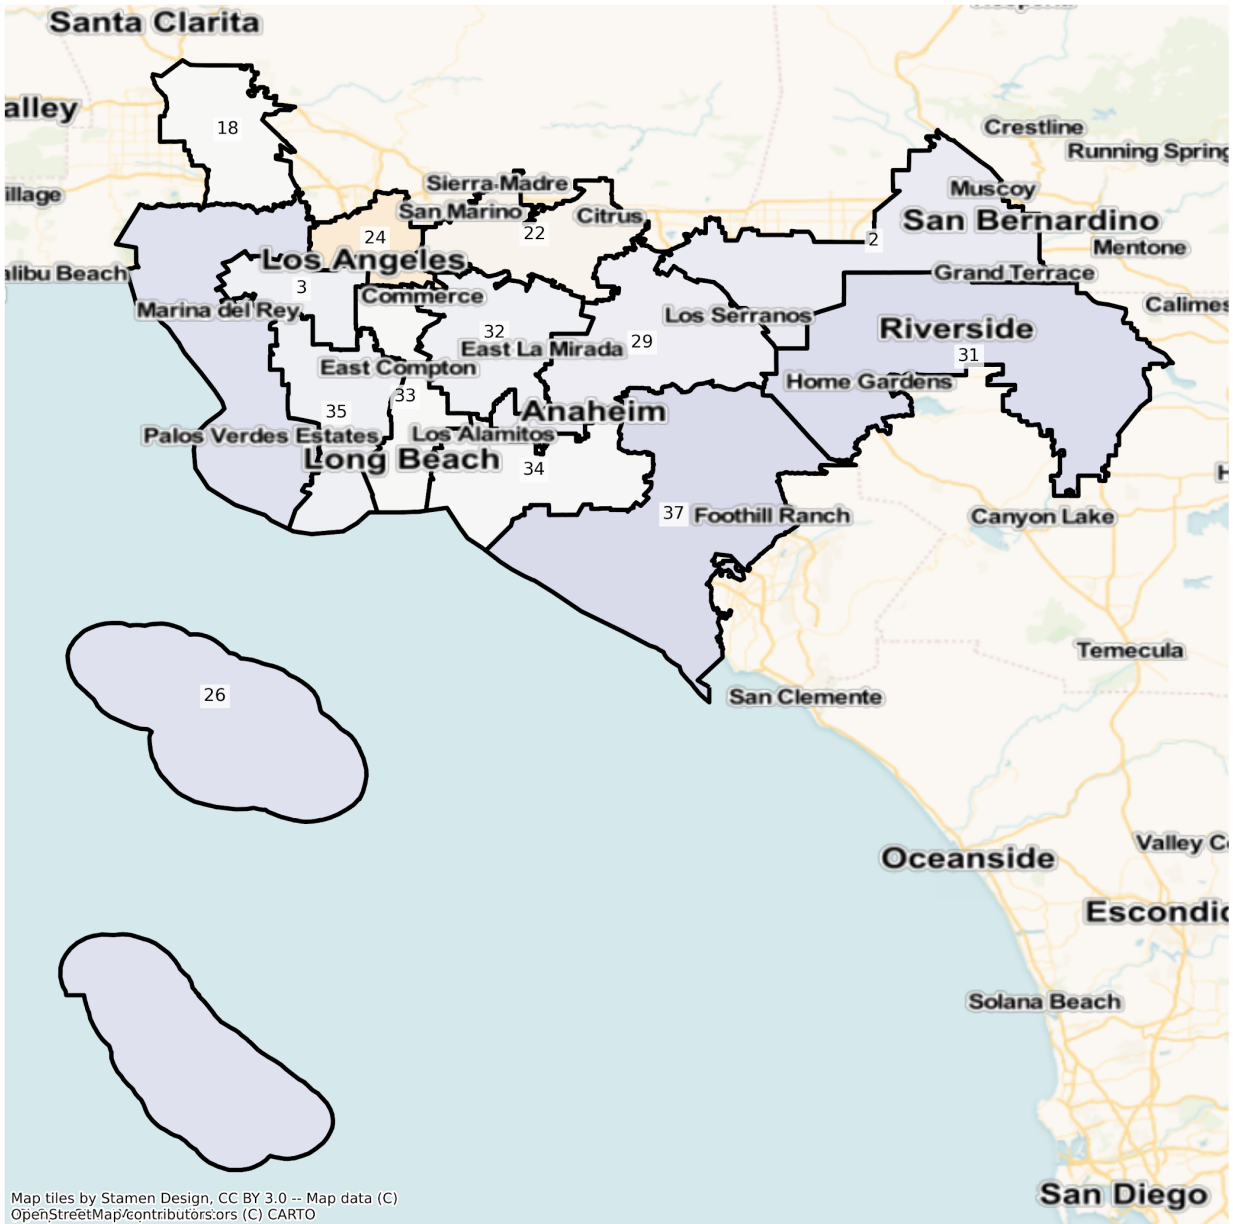 Santa Clarita
alley
18
Crestline
Running Spring
Sierra Madre
illage
Muscoy
San Marino
Citrus
San Bernardino
24
22
2
Mentone
Los Angeles
alibu Beach
Grand Terrace
3
Commerce
Marina del Rey
Los Serranos
Calimes
Riverside
32
29
East La Mirada
31
East Compton
Home Gardens
33
35
Anaheim
Palos Verdes Estates
Los Alamitos
Long Beach
34
37
Foothill Ranch
Canyon Lake
Temecula
26
San Clemente
Valley C
Oceanside
Escondid
Solana Beach
San Diego
Map tiles by Stamen Design, CC BY 3.0 -- Map data (C)